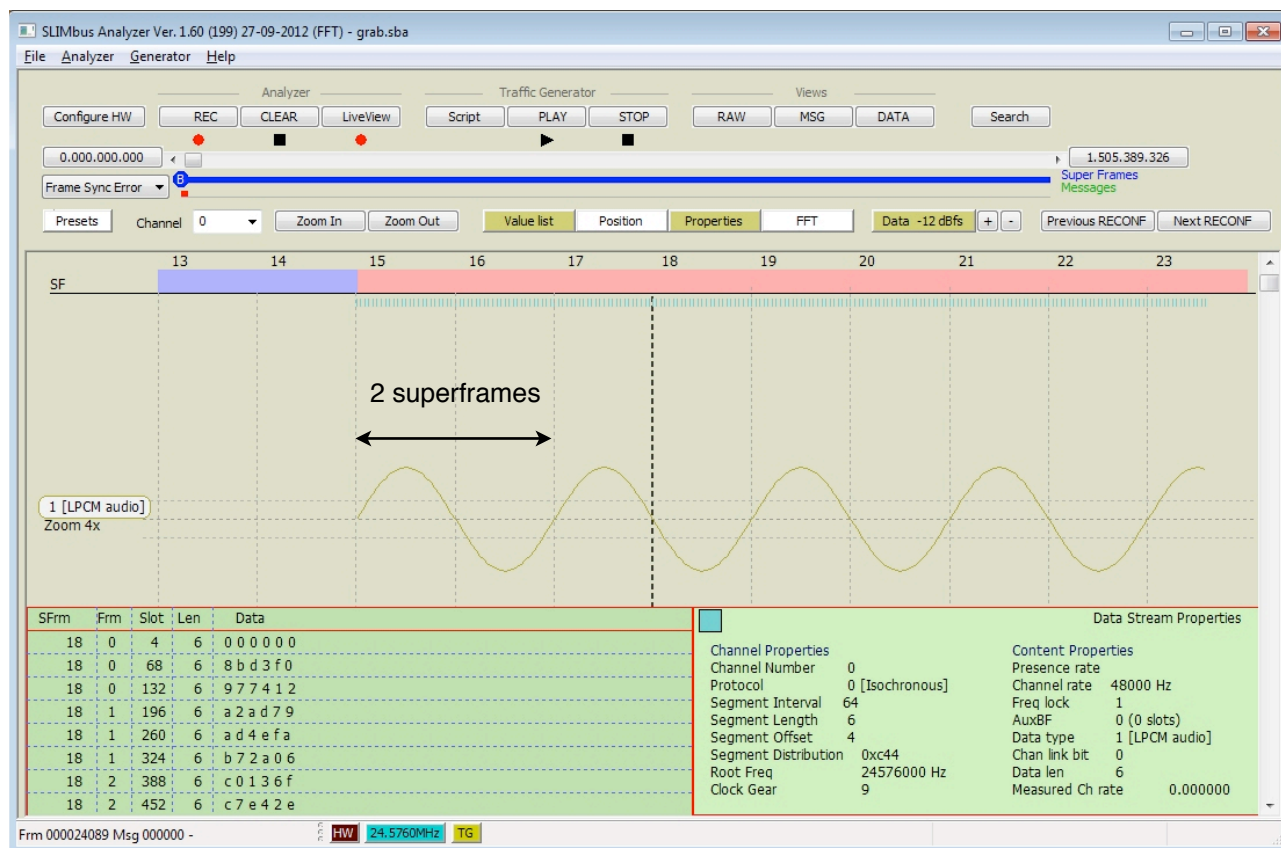 SLIMbus Analyzer Ver. 1.60 (199) 27-09-2012 (FFT) - grab.sba
File Analyzer Generator Help
Analyzer Traffic Generator Views
Configure HW REC CLEAR LiveView Script PLAY STOP RAW MSG DATA Search
0.000.000.000 1.505.389.326
B Super Frames
Frame Sync Error Messages
Presets Channel 0 Zoom In Zoom Out Value list Position Properties FFT Data -12 dBfs + - Previous RECONF Next RECONF
13 14 15 16 17 18 19 20 21 22 23
SF
2 superframes
1 [LPCM audio]
Zoom 4x
SFrm Frm Slot Len Data
18 0 4 6 0 0 0 0 0 0
18 0 68 6 8 b d 3 f 0
18 0 132 6 9 7 7 4 1 2
18 1 196 6 a 2 a d 7 9
18 1 260 6 a d 4 e f a
18 1 324 6 b 7 2 a 0 6
18 2 388 6 c 0 1 3 6 f
18 2 452 6 c 7 e 4 2 e
Data Stream Properties
Channel Properties
Channel Number 0
Protocol 0 [Isochronous]
Segment Interval 64
Segment Length 6
Segment Offset 4
Segment Distribution 0xc44
Root Freq 24576000 Hz
Clock Gear 9
Content Properties
Presence rate
Channel rate 48000 Hz
Freq lock 1
AuxBF 0 (0 slots)
Data type 1 [LPCM audio]
Chan link bit 0
Data len 6
Measured Ch rate 0.000000
Frm 000024089 Msg 000000 - HW 24.5760MHz TG